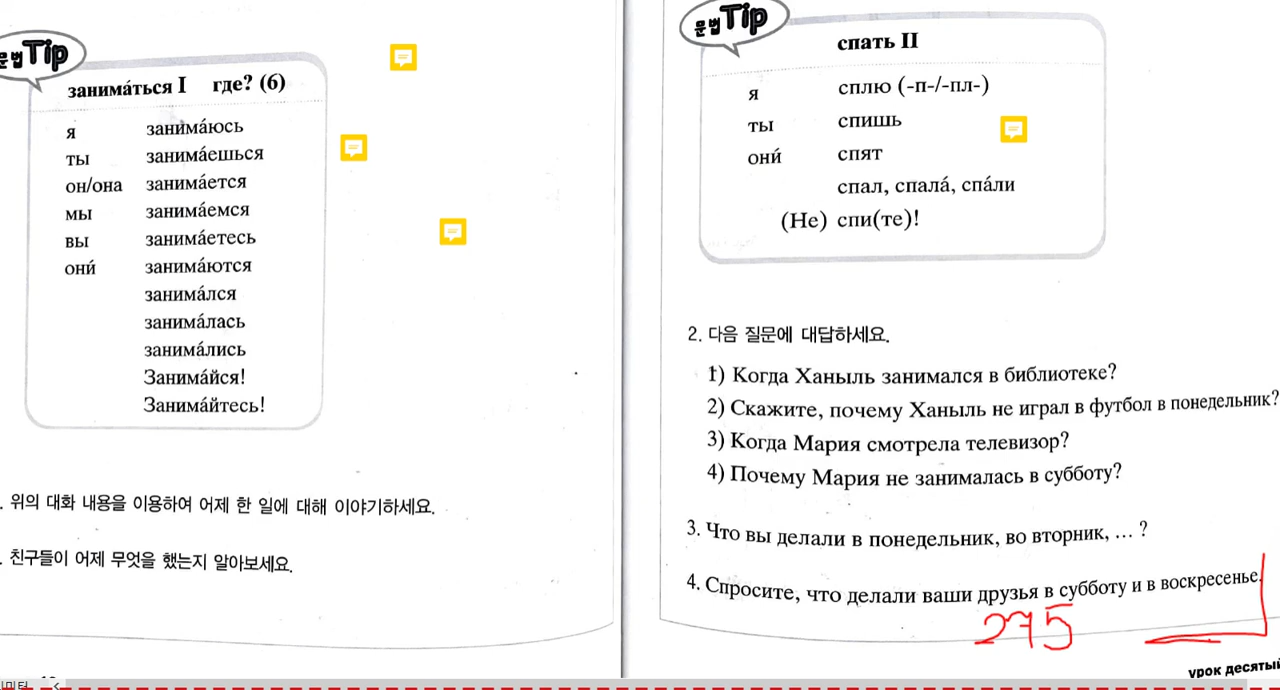 문법 Tip
занима́ться I где? (6)
я занима́юсь
ты занима́ешься
он/она занима́ется
мы занима́емся
вы занима́етесь
они́ занима́ются
занима́лся
занима́лась
занима́лись
Занима́йся!
Занима́йтесь!
. 위의 대화 내용을 이용하여 어제 한 일에 대해 이야기하세요.
. 친구들이 어제 무엇을 했는지 알아보세요.
문법 Tip
спать II
я сплю (-п-/-пл-)
ты спишь
они́ спят
спал, спала́, спа́ли
(Не) спи(те)!
2. 다음 질문에 대답하세요.
1) Когда Ханыль занимался в библиотеке?
2) Скажите, почему Ханыль не играл в футбол в понедельник?
3) Когда Мария смотрела телевизор?
4) Почему Мария не занималась в субботу?
3. Что вы делали в понедельник, во вторник, ... ?
4. Спросите, что делали ваши друзья в субботу и в воскресенье.
275
урок десятый